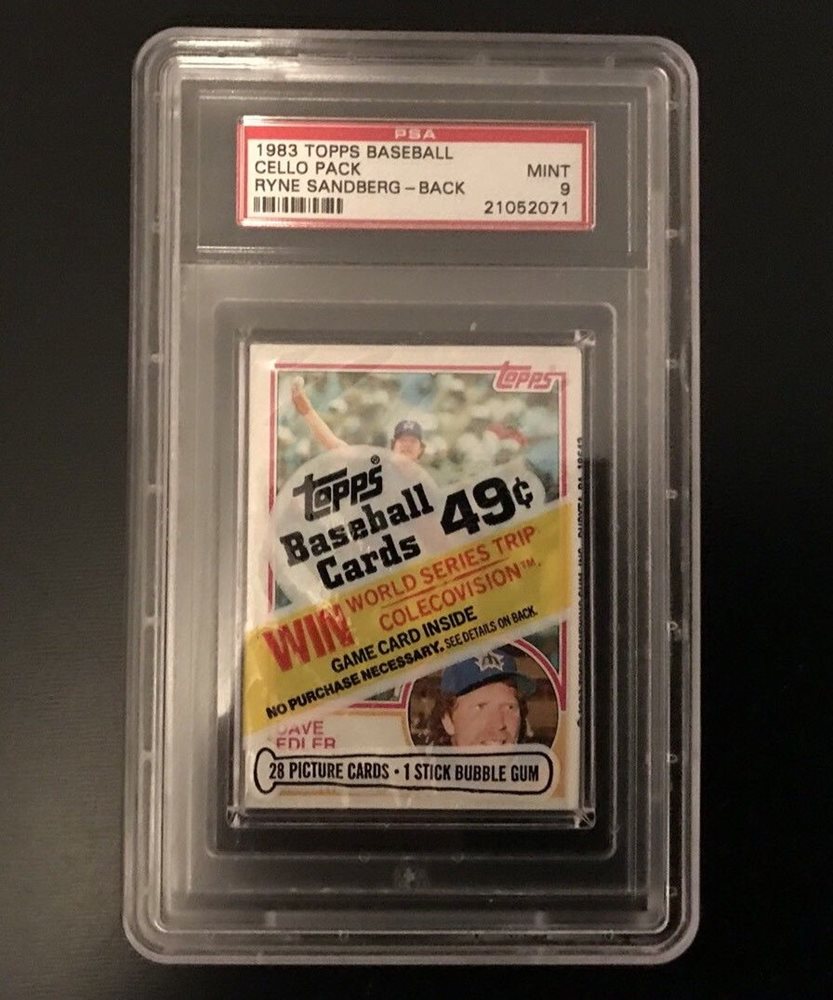 PSA
1983 TOPPS BASEBALL
CELLO PACK MINT
RYNE SANDBERG - BACK 9
21052071
topps
topps®
Baseball
Cards 49¢
WIN WORLD SERIES TRIP
COLECOVISION™.
GAME CARD INSIDE
NO PURCHASE NECESSARY. SEE DETAILS ON BACK.
DAVE
EDLER
28 PICTURE CARDS • 1 STICK BUBBLE GUM